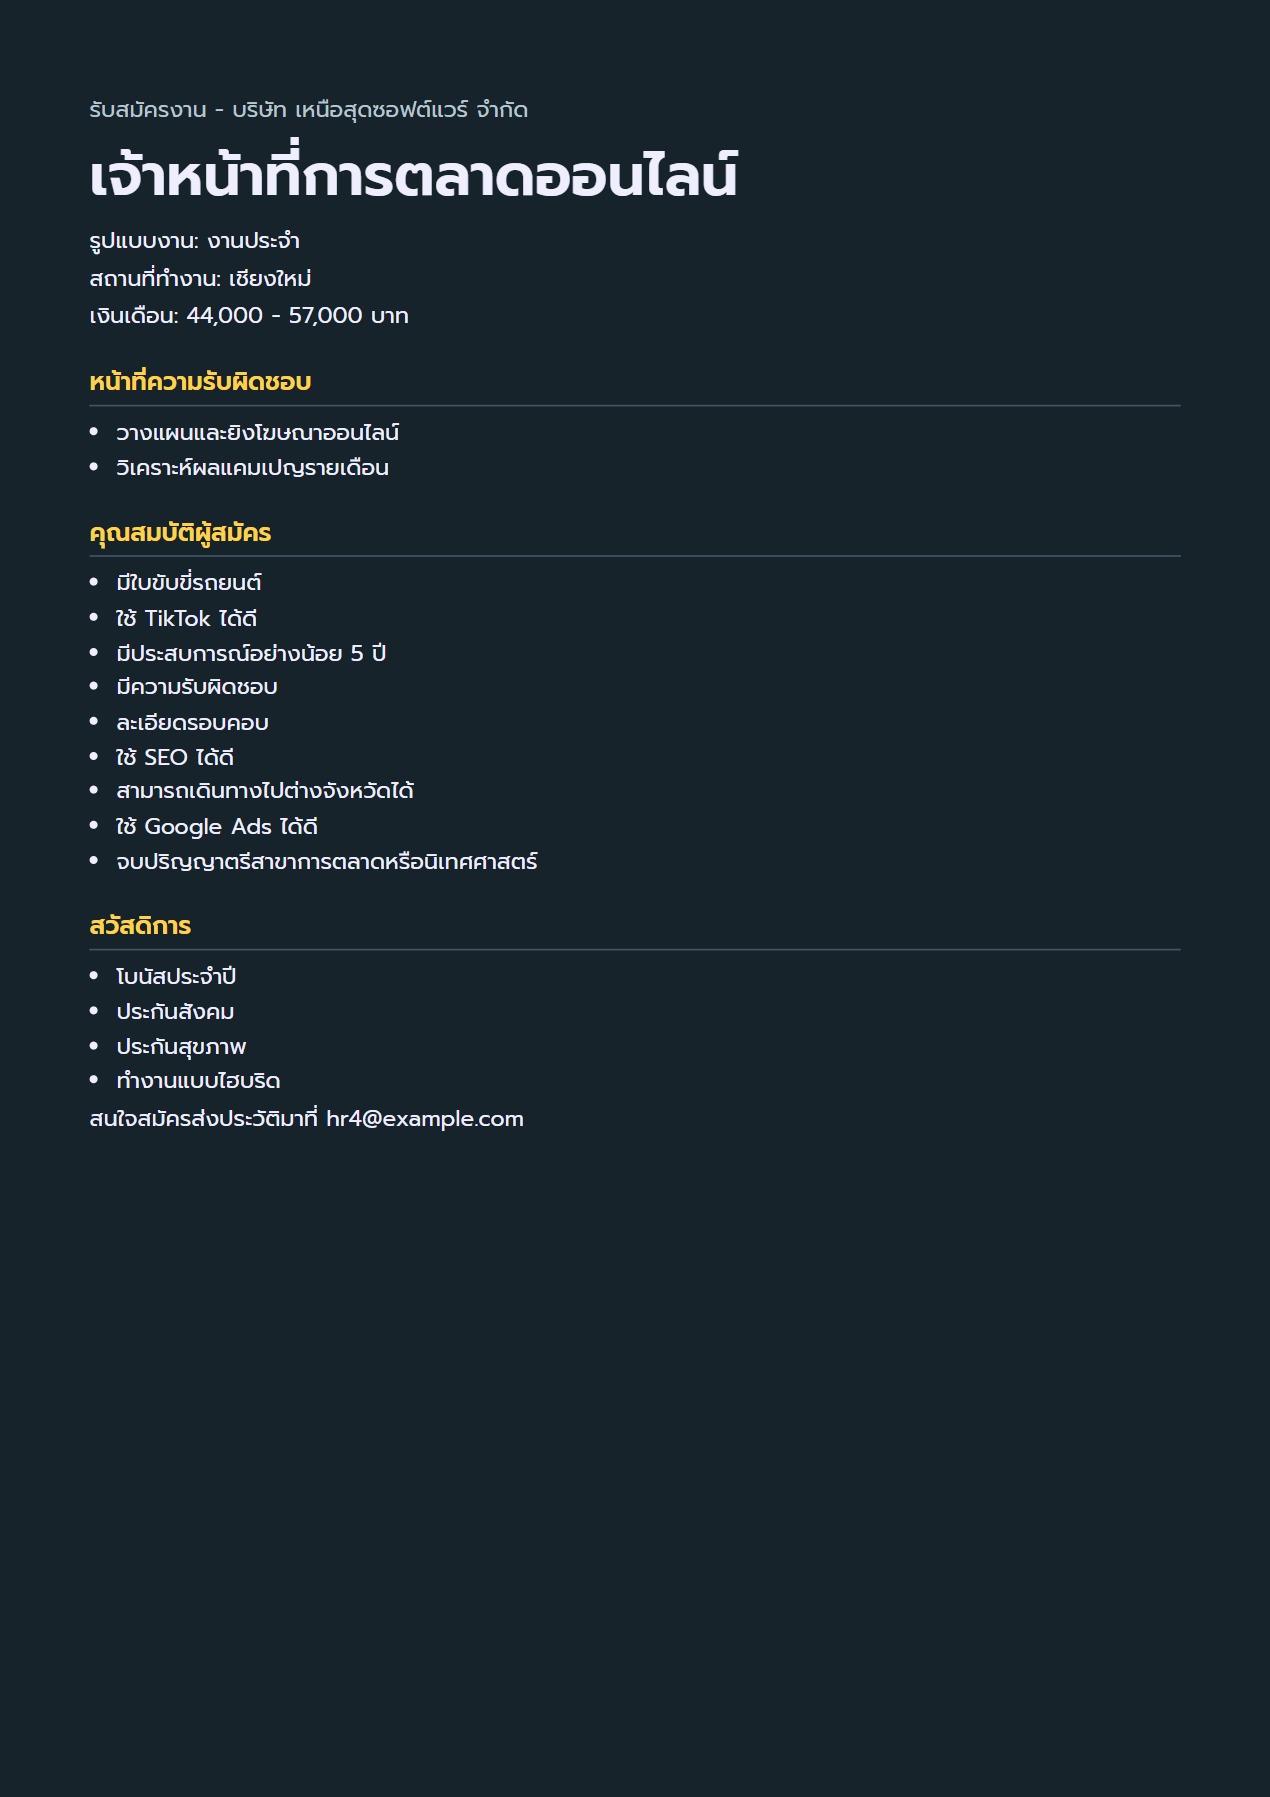 รับสมัครงาน - บริษัท เหนือสุดซอฟต์แวร์ จำกัด
เจ้าหน้าที่การตลาดออนไลน์
รูปแบบงาน: งานประจำ
สถานที่ทำงาน: เชียงใหม่
เงินเดือน: 44,000 - 57,000 บาท
หน้าที่ความรับผิดชอบ
• วางแผนและยิงโฆษณาออนไลน์
• วิเคราะห์ผลแคมเปญรายเดือน
คุณสมบัติผู้สมัคร
• มีใบขับขี่รถยนต์
• ใช้ TikTok ได้ดี
• มีประสบการณ์อย่างน้อย 5 ปี
• มีความรับผิดชอบ
• ละเอียดรอบคอบ
• ใช้ SEO ได้ดี
• สามารถเดินทางไปต่างจังหวัดได้
• ใช้ Google Ads ได้ดี
• จบปริญญาตรีสาขาการตลาดหรือนิเทศศาสตร์
สวัสดิการ
• โบนัสประจำปี
• ประกันสังคม
• ประกันสุขภาพ
• ทำงานแบบไฮบริด
สนใจสมัครส่งประวัติมาที่ hr4@example.com